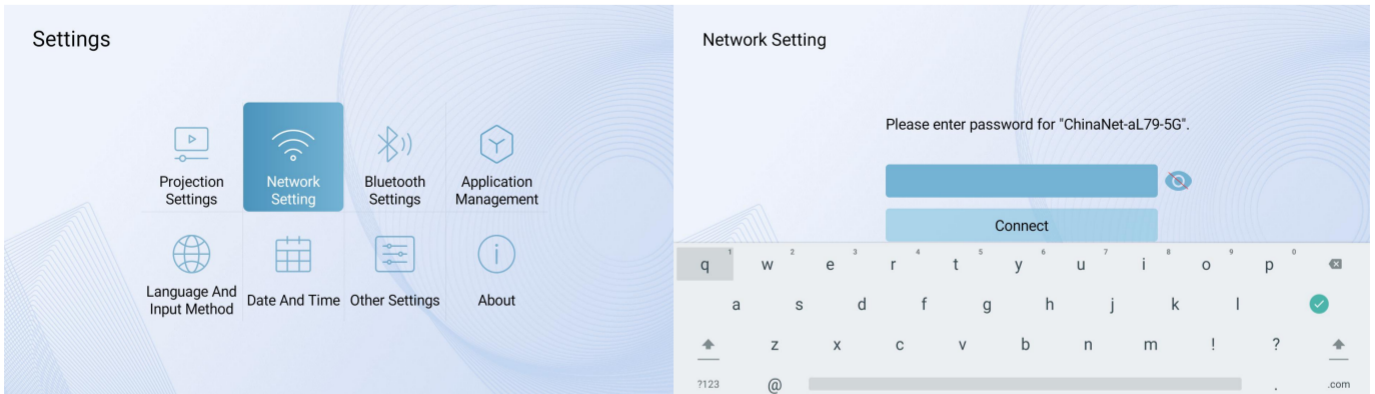 Settings
Projection
Settings
Network
Setting
Bluetooth
Settings
Application
Management
Language And
Input Method
Date And Time
Other Settings
About
Network Setting
Please enter password for "ChinaNet-aL79-5G".
Connect
q 1 w 2 e 3 r 4 t 5 y 6 u 7 i 8 o 9 p 0
a s d f g h j k l
z x c v b n m ! ?
?123 @ . .com